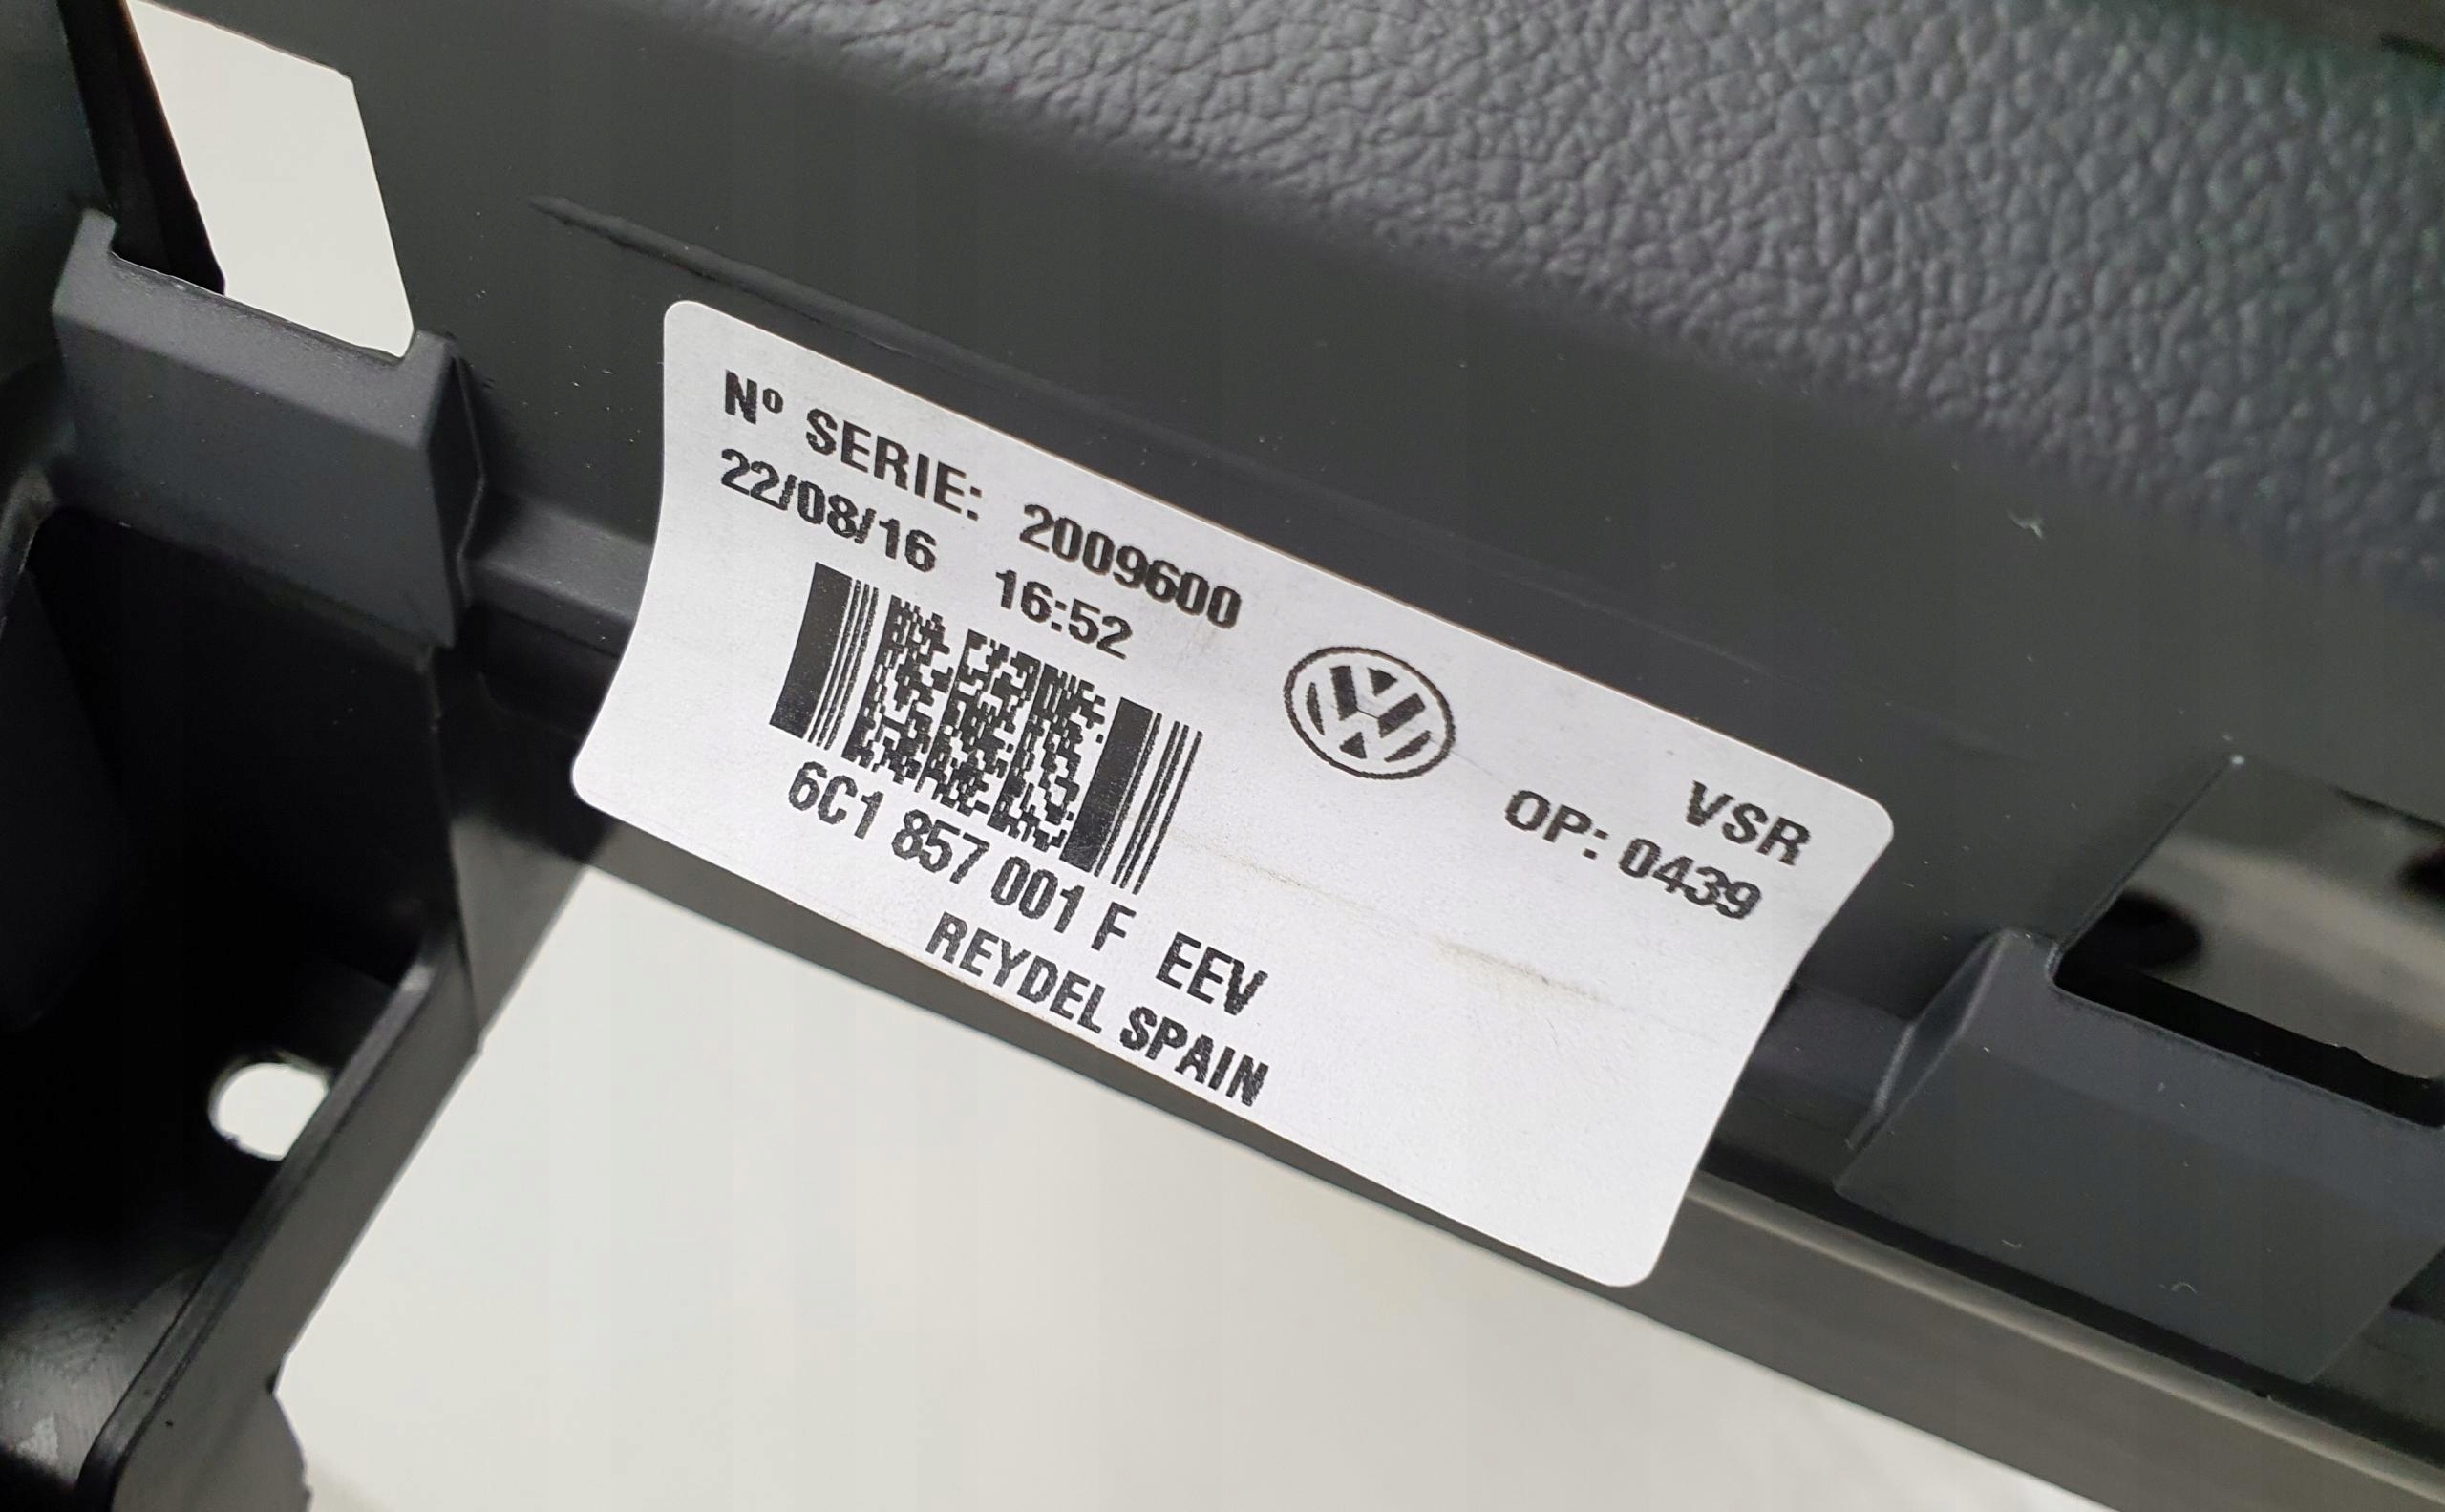 Nº SERIE: 2009600
22/08/16 16:52
VSR
OP: 0439
6C1 857 001 F EEV
REYDEL SPAIN